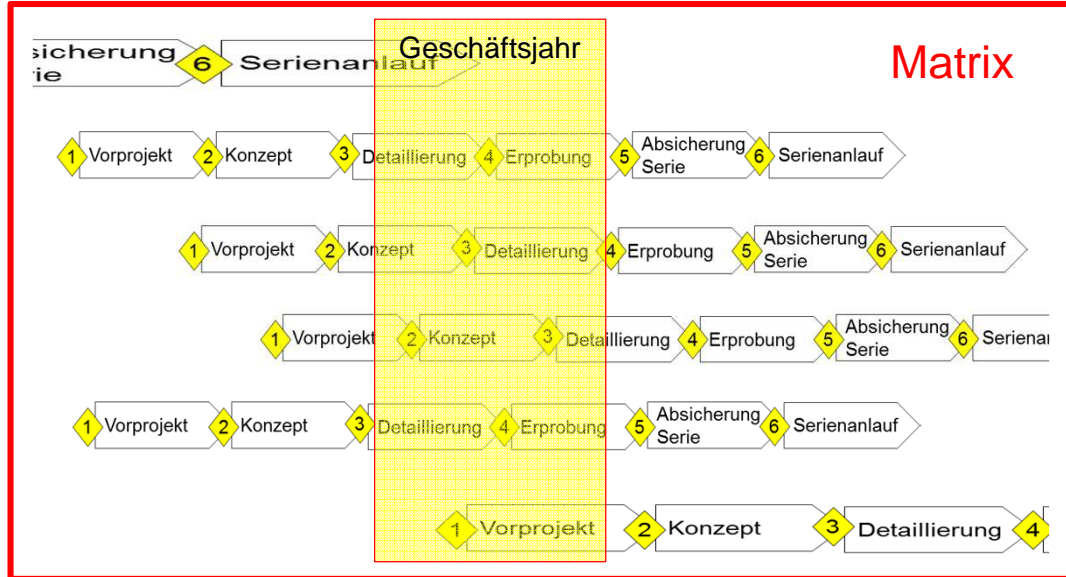 Geschäftsjahr
Matrix
sicherung
rie
6 Serienanlauf
1 Vorprojekt 2 Konzept 3 Detaillierung 4 Erprobung 5 Absicherung Serie 6 Serienanlauf
1 Vorprojekt 2 Konzept 3 Detaillierung 4 Erprobung 5 Absicherung Serie 6 Serienanlauf
1 Vorprojekt 2 Konzept 3 Detaillierung 4 Erprobung 5 Absicherung Serie 6 Seriena
1 Vorprojekt 2 Konzept 3 Detaillierung 4 Erprobung 5 Absicherung Serie 6 Serienanlauf
1 Vorprojekt 2 Konzept 3 Detaillierung 4